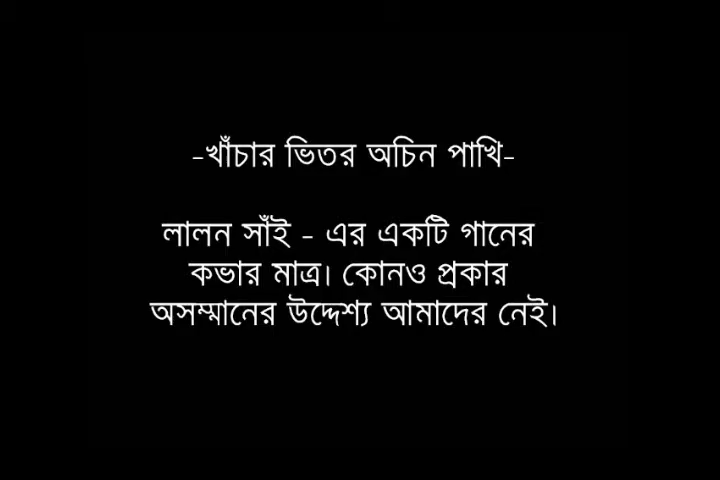 -খাঁচার ভিতর অচিন পাখি-
লালন সাঁই - এর একটি গানের
কভার মাত্র। কোনও প্রকার
অসম্মানের উদ্দেশ্য আমাদের নেই।